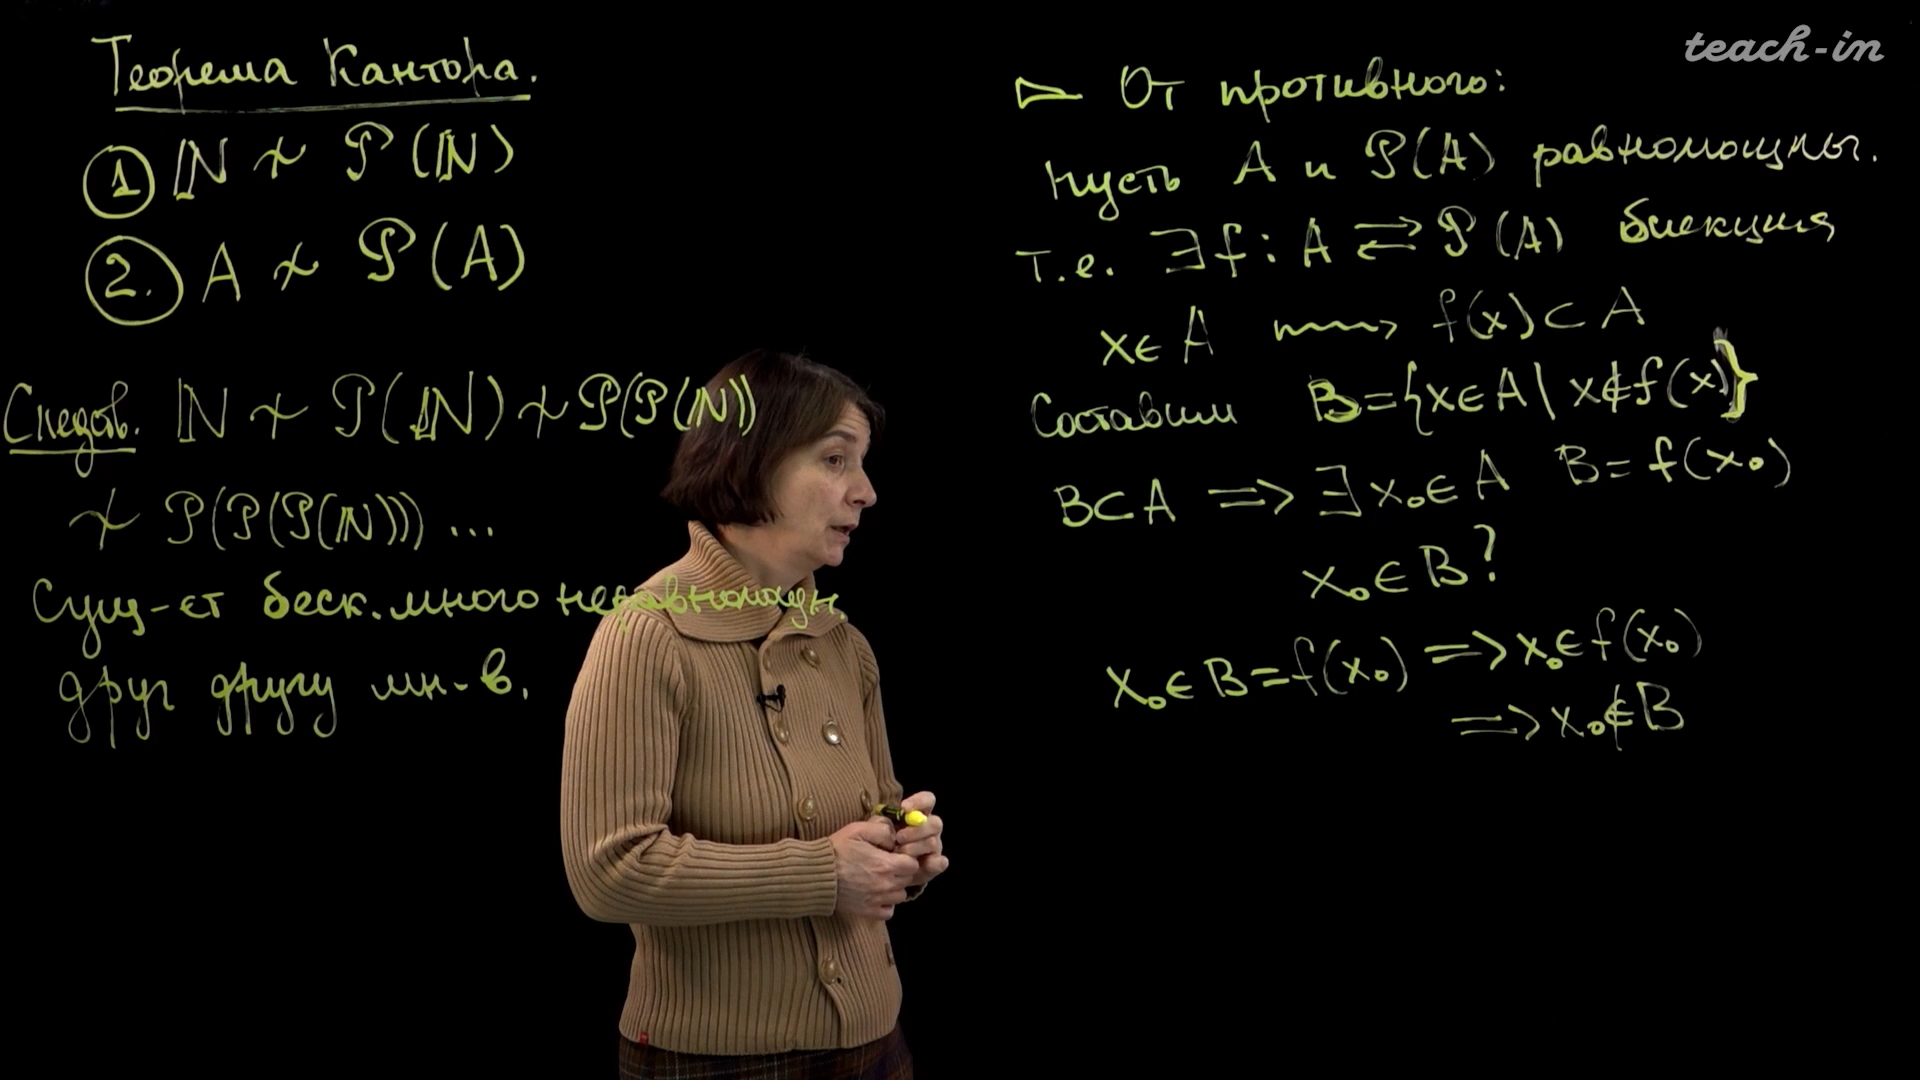 Теорема Кантора.
① ℕ ≁ 𝒫(ℕ)
②. A ≁ 𝒫(A)
Следств. ℕ ≁ 𝒫(ℕ) ≁ 𝒫(𝒫(ℕ))
≁ 𝒫(𝒫(𝒫(ℕ))) ...
Сущ-ет беск. много неравномощн.
друг другу мн-в.
teach-in
▻ От противного:
Пусть A и 𝒫(A) равномощны.
т.е. ∃ f : A ⇄ 𝒫(A) биекция
x ∈ A ⟿ f(x) ⊂ A
Составим B = {x ∈ A | x ∉ f(x)}
B ⊂ A ⟹ ∃ x₀ ∈ A B = f(x₀)
x₀ ∈ B?
x₀ ∈ B = f(x₀) ⟹ x₀ ∈ f(x₀)
⟹ x₀ ∉ B